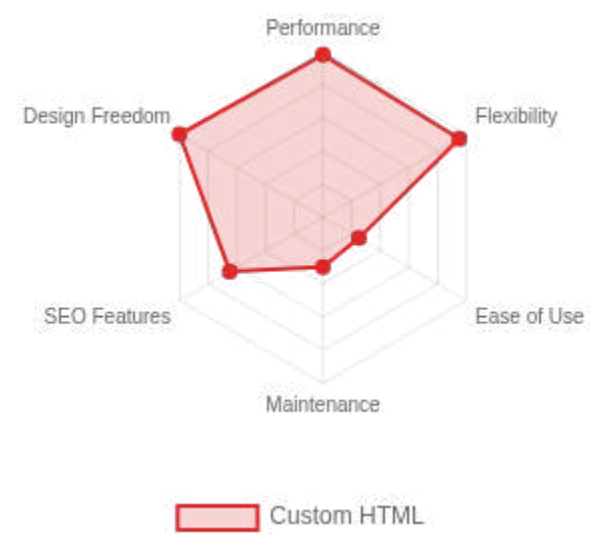 Performance
Design Freedom
Flexibility
SEO Features
Ease of Use
Maintenance
Custom HTML